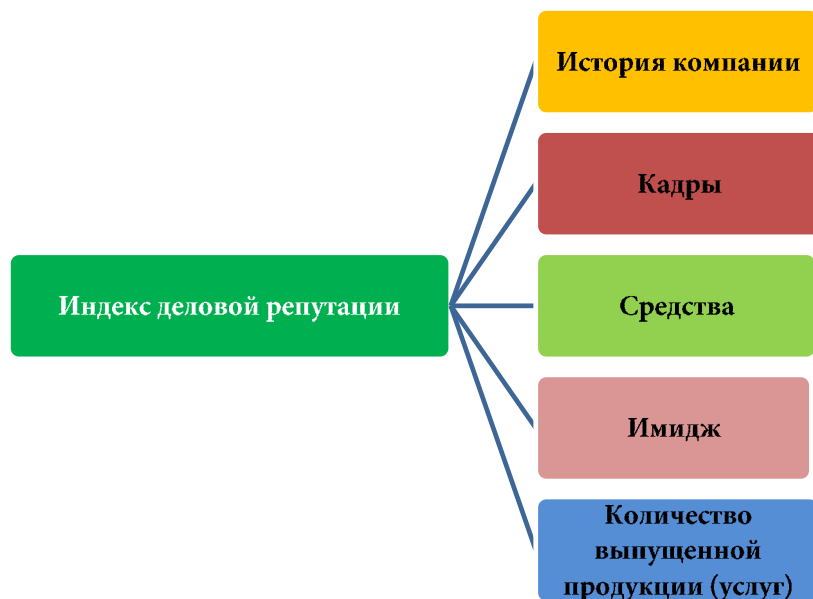 История компании
Кадры
Индекс деловой репутации
Средства
Имидж
Количество
выпущенной
продукции (услуг)